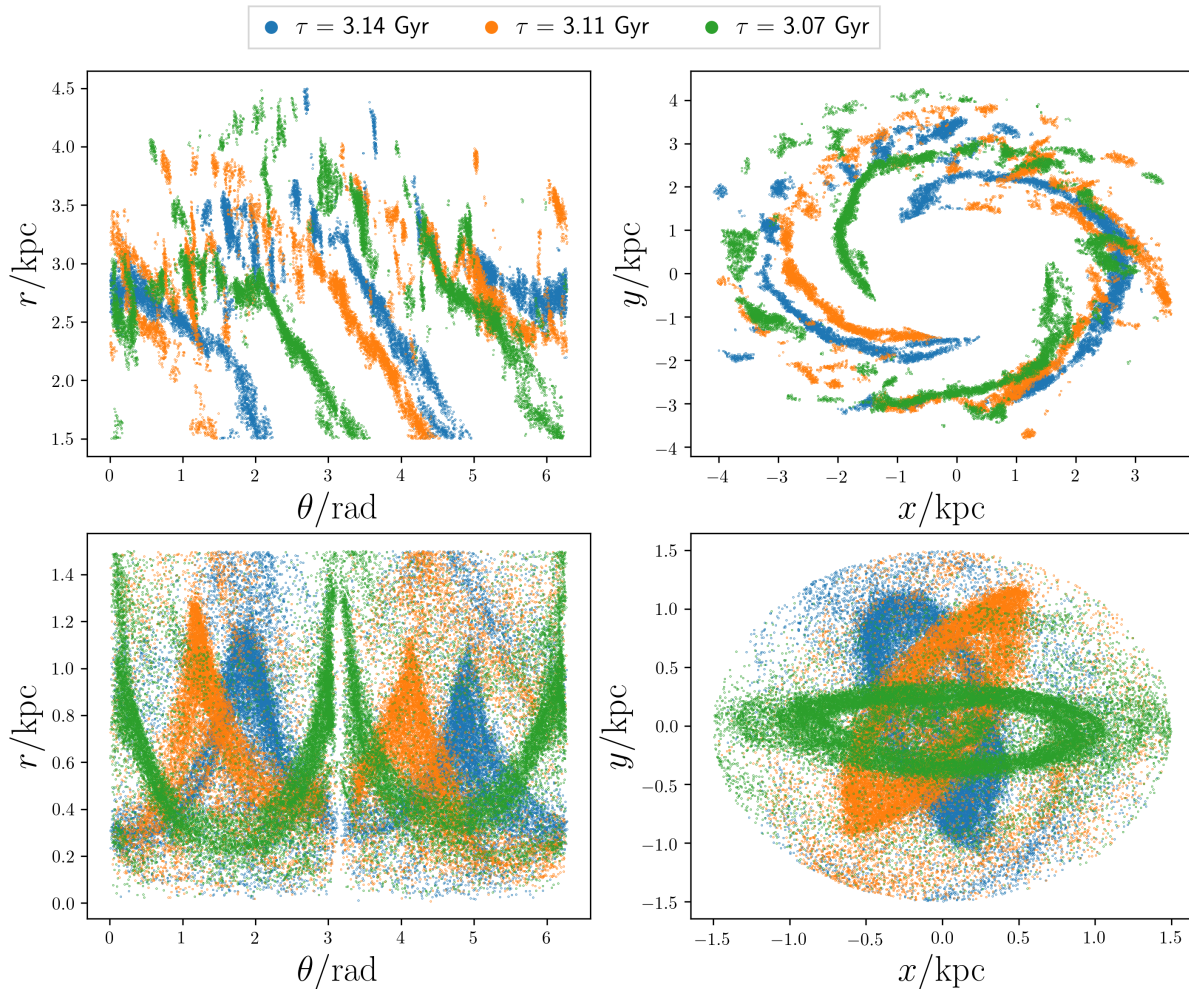 τ = 3.14 Gyr τ = 3.11 Gyr τ = 3.07 Gyr
4.5
4.0
3.5
3.0
2.5
2.0
1.5
r/kpc
0 1 2 3 4 5 6
θ/rad
4
3
2
1
0
−1
−2
−3
−4
y/kpc
−4 −3 −2 −1 0 1 2 3
x/kpc
1.4
1.2
1.0
0.8
0.6
0.4
0.2
0.0
r/kpc
0 1 2 3 4 5 6
θ/rad
1.5
1.0
0.5
0.0
−0.5
−1.0
−1.5
y/kpc
−1.5 −1.0 −0.5 0.0 0.5 1.0 1.5
x/kpc